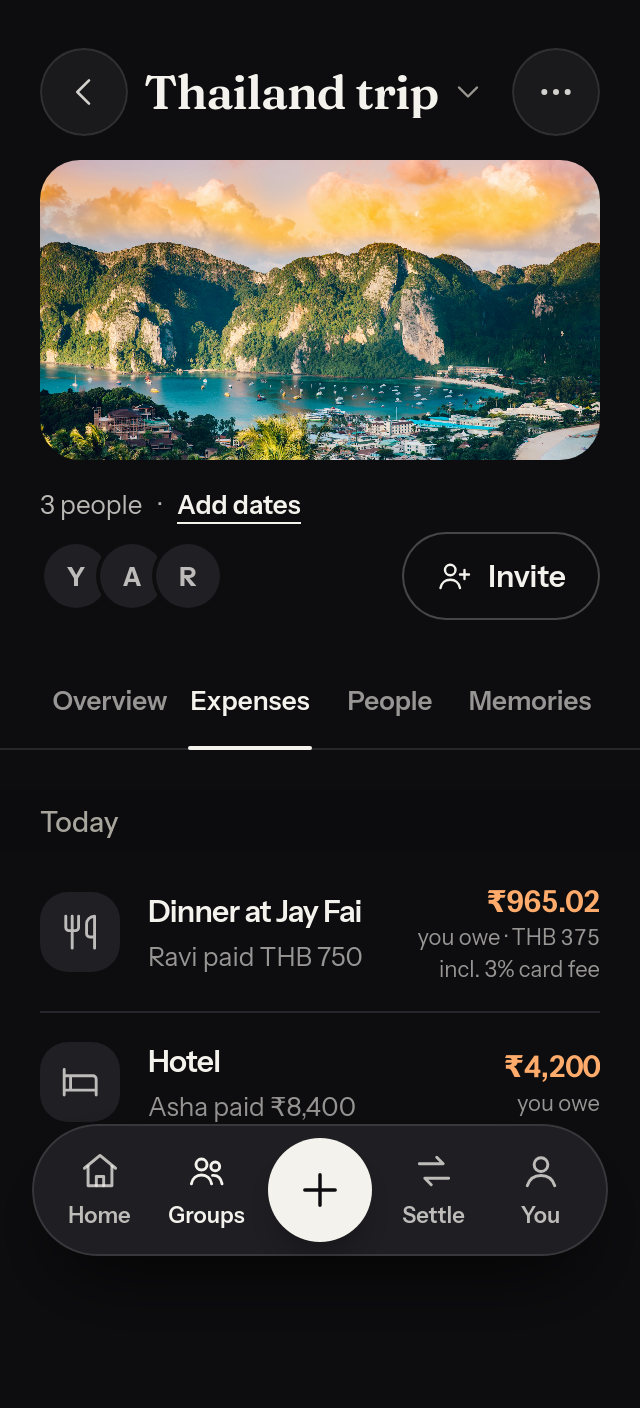 Thailand trip
3 people · Add dates
Y A R
Invite
Overview Expenses People Memories
Today
Dinner at Jay Fai
Ravi paid THB 750
₹965.02
you owe · THB 375
incl. 3% card fee
Hotel
Asha paid ₹8,400
₹4,200
you owe
Home Groups Settle You